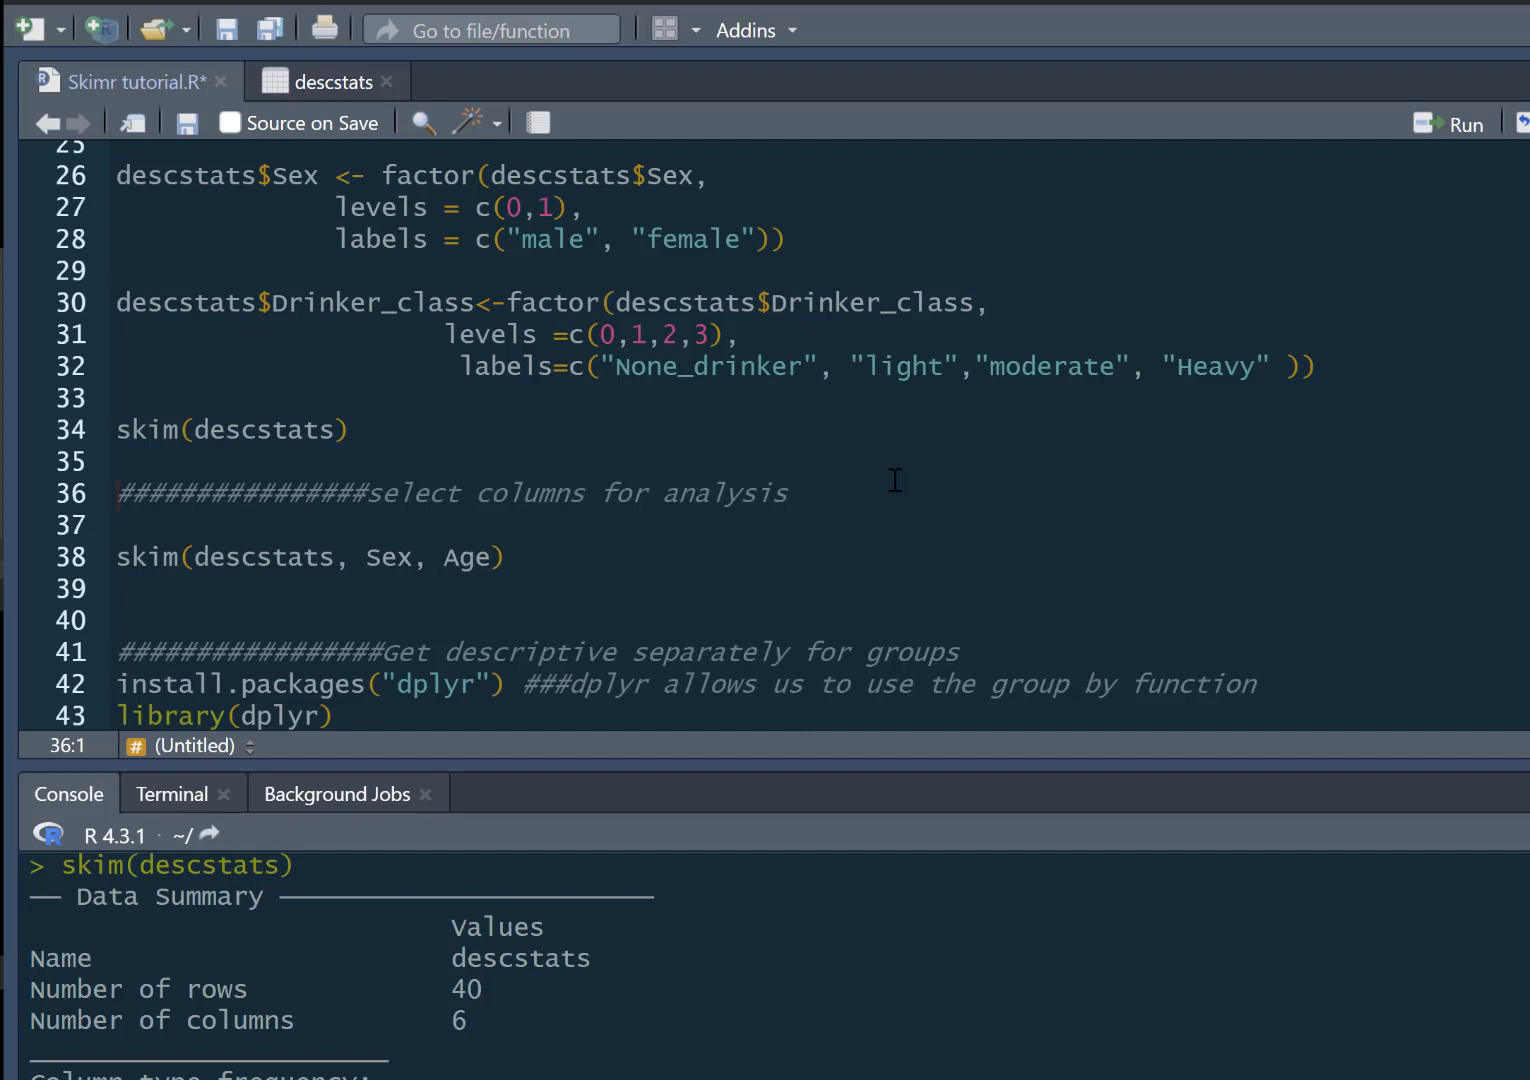 Go to file/function
Addins
Skimr tutorial.R*
descstats
Source on Save
Run
25
26 descstats$Sex <- factor(descstats$Sex,
27 levels = c(0,1),
28 labels = c("male", "female"))
29
30 descstats$Drinker_class<-factor(descstats$Drinker_class,
31 levels =c(0,1,2,3),
32 labels=c("None_drinker", "light","moderate", "Heavy" ))
33
34 skim(descstats)
35
36 ################select columns for analysis
37
38 skim(descstats, Sex, Age)
39
40
41 #################Get descriptive separately for groups
42 install.packages("dplyr") ###dplyr allows us to use the group by function
43 library(dplyr)
36:1 # (Untitled)
Console Terminal Background Jobs
R 4.3.1 · ~/
> skim(descstats)
── Data Summary ────────────────────────
Values
Name descstats
Number of rows 40
Number of columns 6
_______________________
Column type frequency: